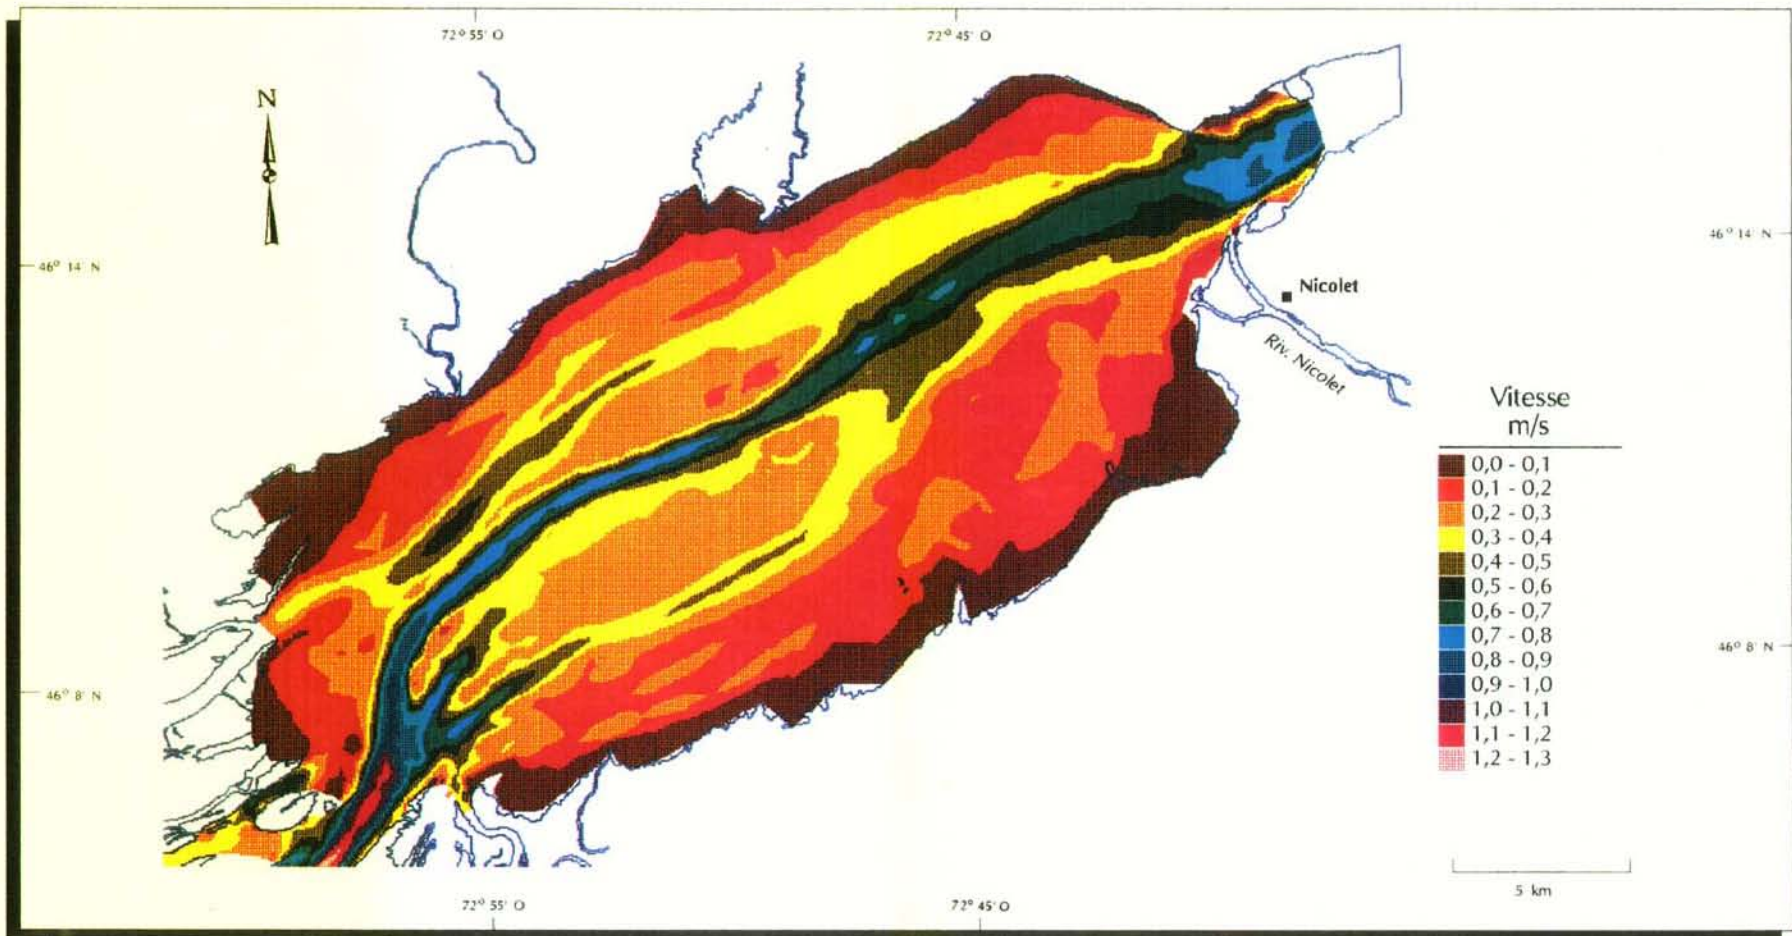 72° 55' O
72° 45' O
N
46° 14' N
46° 14' N
Nicolet
Riv. Nicolet
Vitesse
m/s
0,0 - 0,1
0,1 - 0,2
0,2 - 0,3
0,3 - 0,4
0,4 - 0,5
0,5 - 0,6
0,6 - 0,7
0,7 - 0,8
0,8 - 0,9
0,9 - 1,0
1,0 - 1,1
1,1 - 1,2
1,2 - 1,3
46° 8' N
46° 8' N
5 km
72° 55' O
72° 45' O